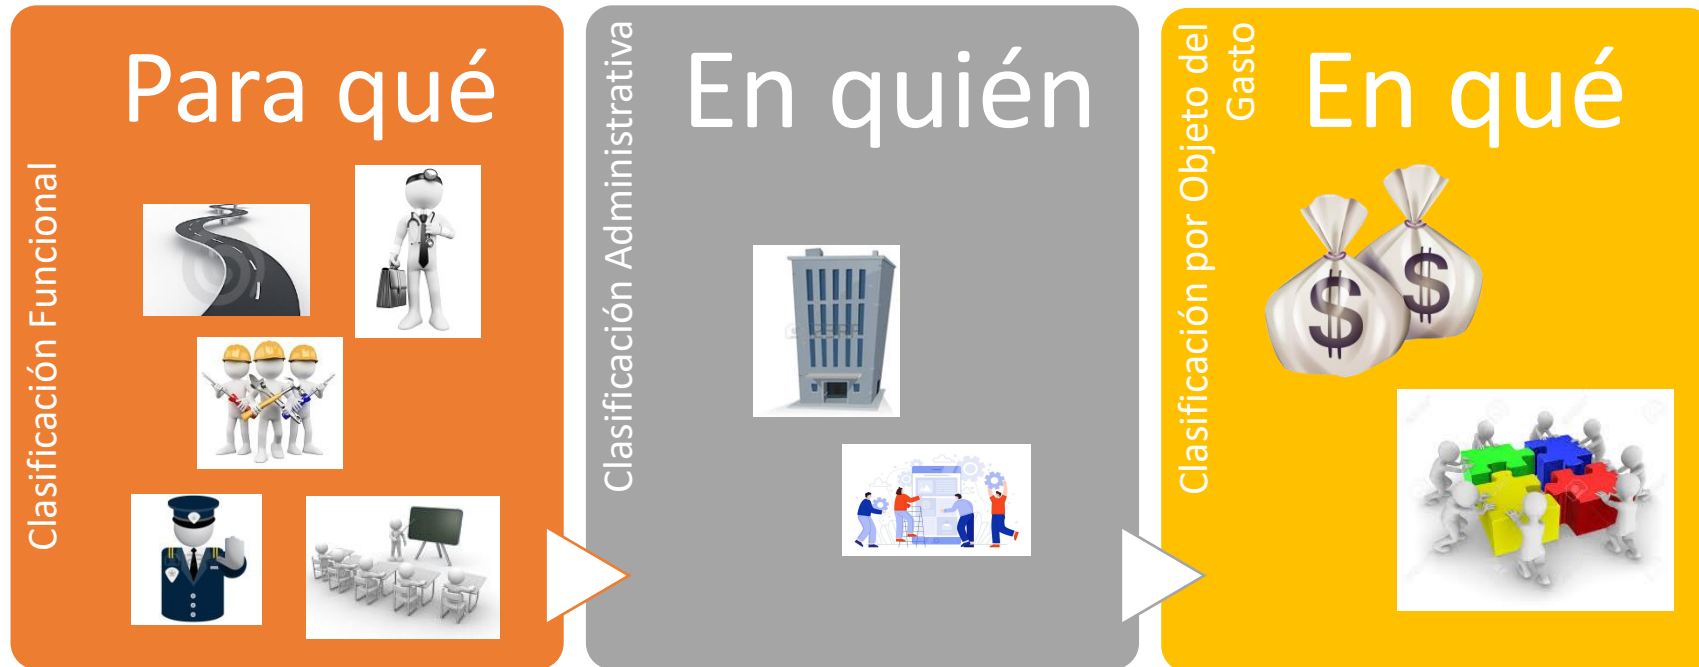 Clasificación Funcional
Para qué
Clasificación Administrativa
En quién
Clasificación por Objeto del
Gasto
En qué
$
$